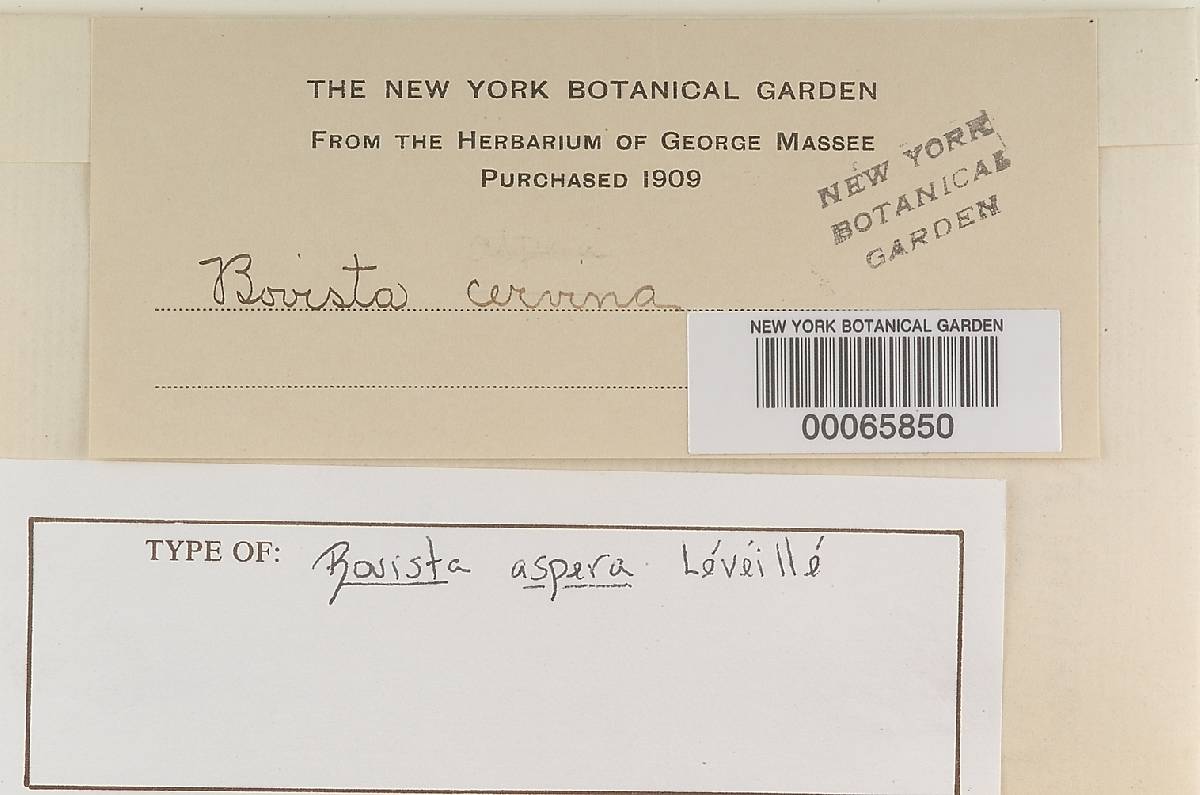 THE NEW YORK BOTANICAL GARDEN
FROM THE HERBARIUM OF GEORGE MASSEE
PURCHASED 1909
NEW YORK
BOTANICAL
GARDEN
Bovista cervina
NEW YORK BOTANICAL GARDEN
00065850
TYPE OF: Bovista aspera Léveillé